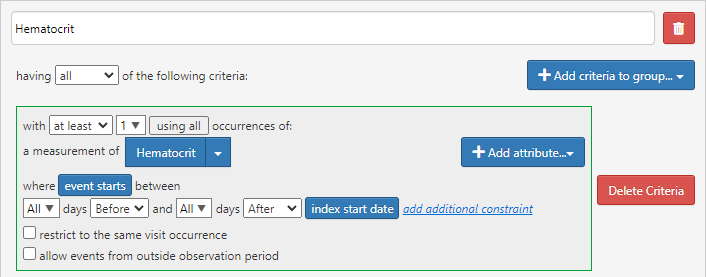 Hematocrit
having all of the following criteria: Add criteria to group...
with at least 1 using all occurrences of:
a measurement of Hematocrit Add attribute...
where event starts between Delete Criteria
All days Before and All days After index start date add additional constraint
restrict to the same visit occurrence
allow events from outside observation period